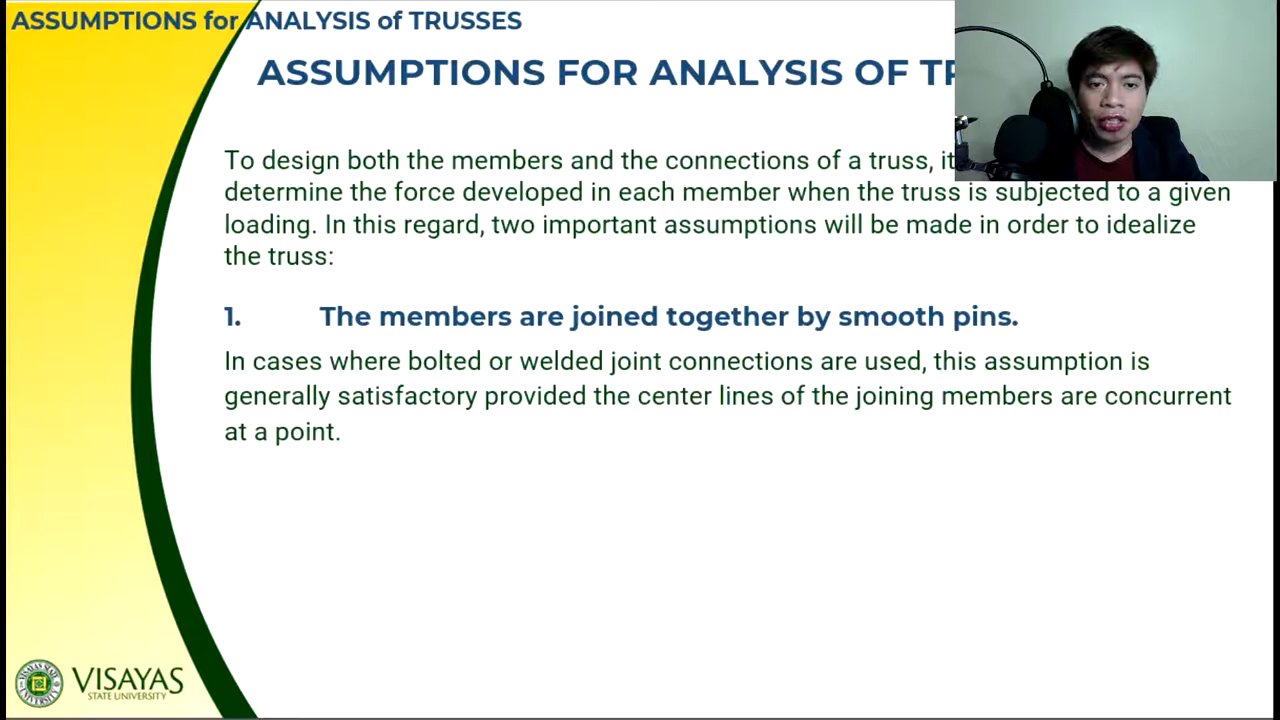 ASSUMPTIONS for ANALYSIS of TRUSSES
ASSUMPTIONS FOR ANALYSIS OF
To design both the members and the connections of a truss, it
determine the force developed in each member when the truss is subjected to a given
loading. In this regard, two important assumptions will be made in order to idealize
the truss:
1. The members are joined together by smooth pins.
In cases where bolted or welded joint connections are used, this assumption is
generally satisfactory provided the center lines of the joining members are concurrent
at a point.
VISAYAS
STATE UNIVERSITY